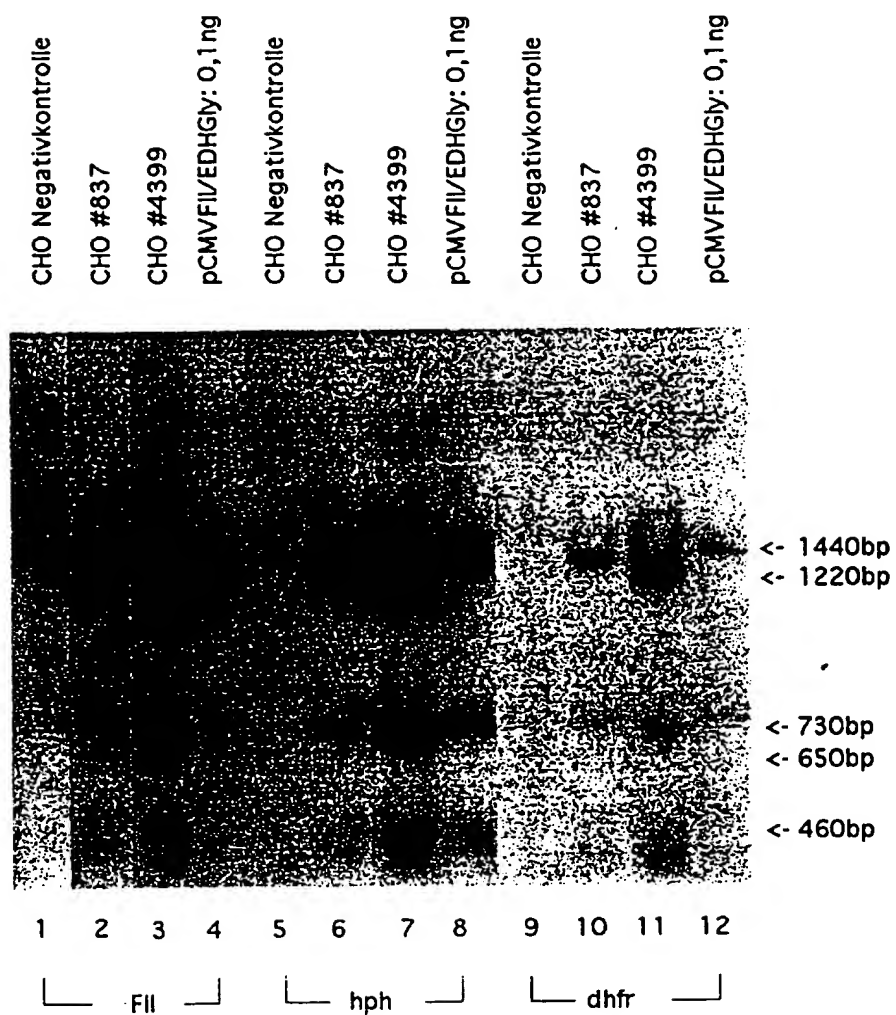 CHO Negativkontrolle
CHO #837
CHO #4399
pCMVFII/EDHGly: 0,1ng
CHO Negativkontrolle
CHO #837
CHO #4399
pCMVFII/EDHGly: 0,1ng
CHO Negativkontrolle
CHO #837
CHO #4399
pCMVFII/EDHGly: 0,1ng
<- 1440bp
<- 1220bp
<- 730bp
<- 650bp
<- 460bp
1 2 3 4 5 6 7 8 9 10 11 12
FII hph dhfr